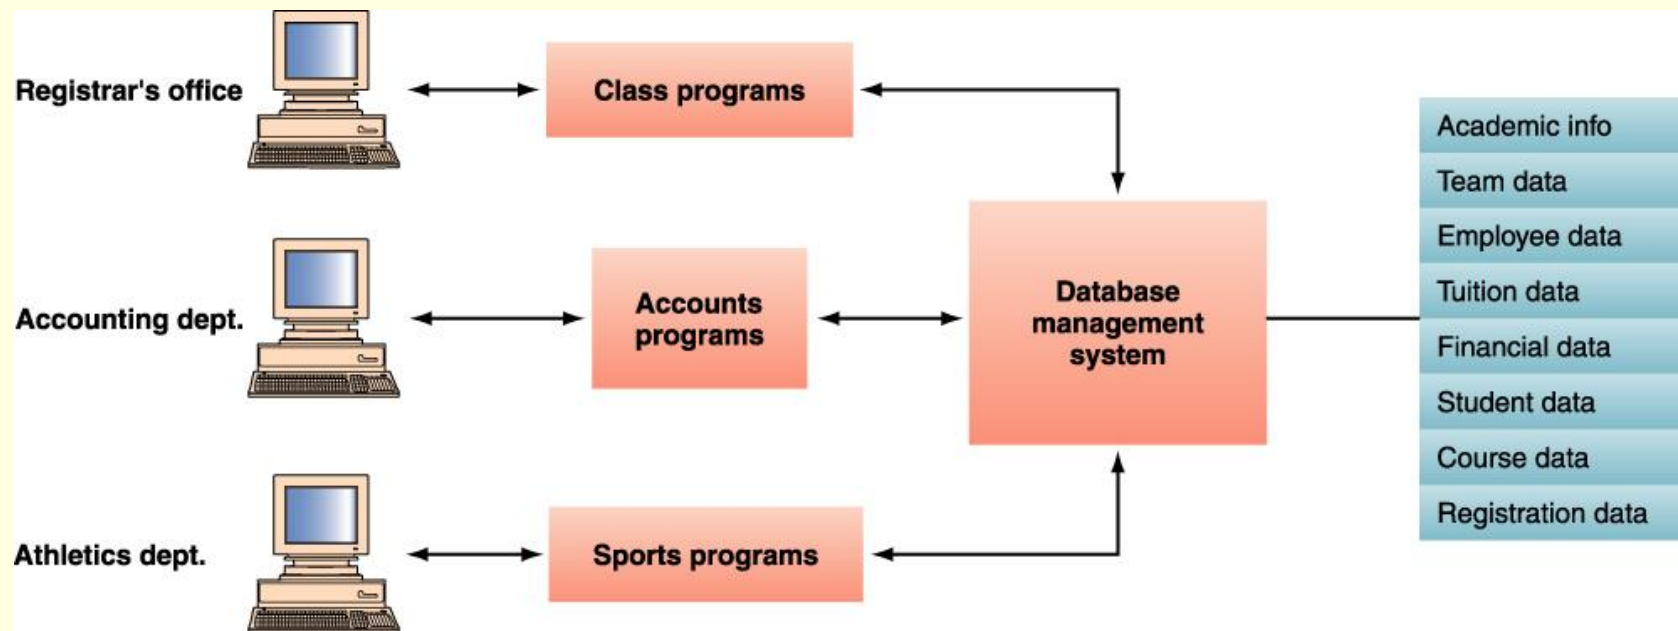 Registrar's office
Class programs
Accounting dept.
Accounts
programs
Athletics dept.
Sports programs
Database
management
system
Academic info
Team data
Employee data
Tuition data
Financial data
Student data
Course data
Registration data